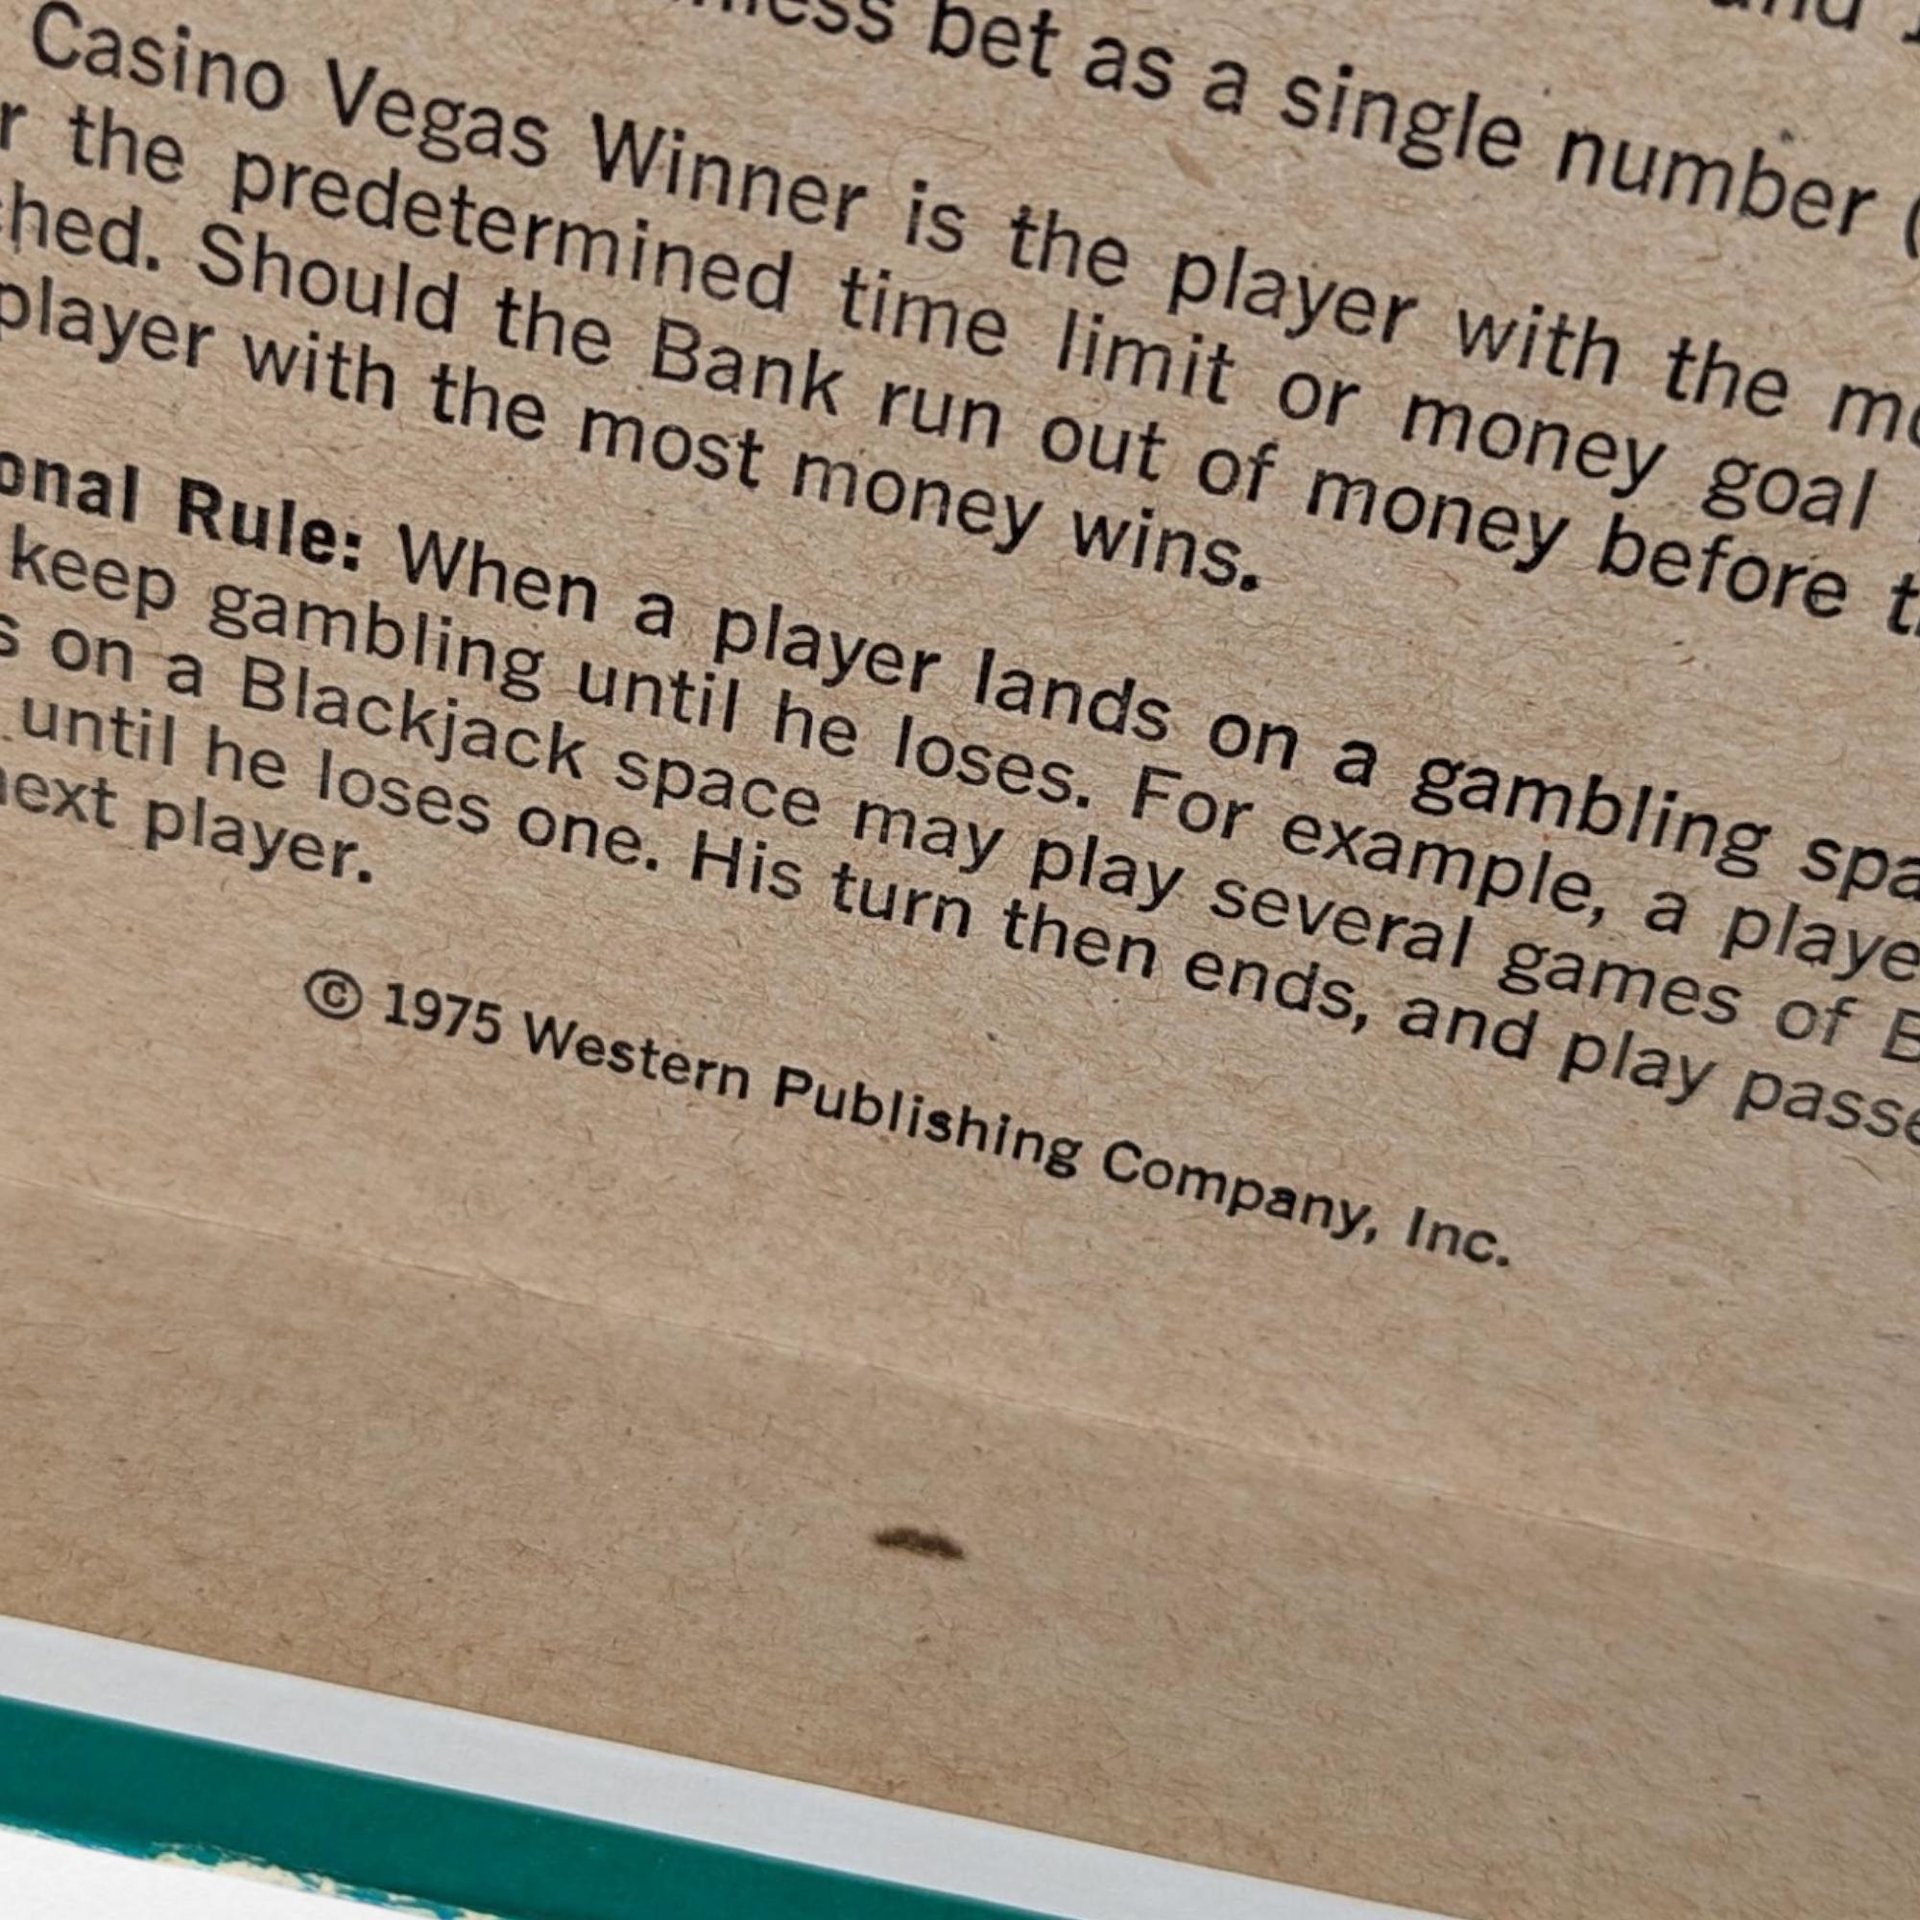 bet as a single number (
Casino Vegas Winner is the player with the
the predetermined time limit or money goal
Should the Bank run out of money before
player with the most money wins.
Rule: When a player lands on a gambling
keep gambling until he loses. For example, a
on a Blackjack space may play several games of
until he loses one. His turn then ends, and play
player.
© 1975 Western Publishing Company, Inc.